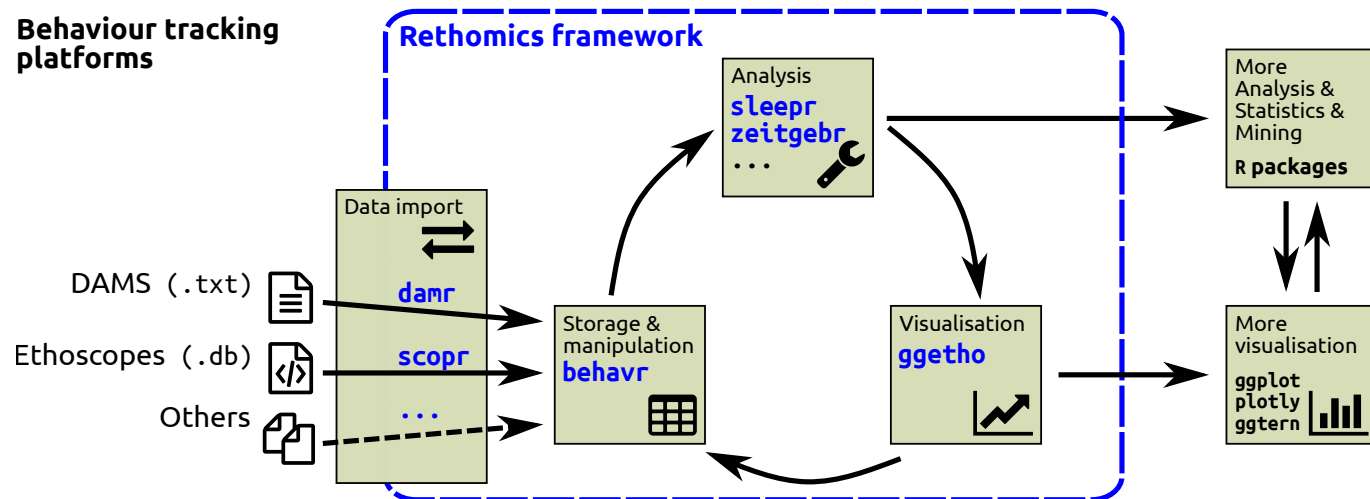 Behaviour tracking
platforms
Rethomics framework
Analysis
sleepr
zeitgebr
...
More
Analysis &
Statistics &
Mining
R packages
Data import
DAMS (.txt)
damr
Ethoscopes (.db)
scopr
Others
...
Storage &
manipulation
behavr
Visualisation
ggetho
More
visualisation
ggplot
plotly
ggtern